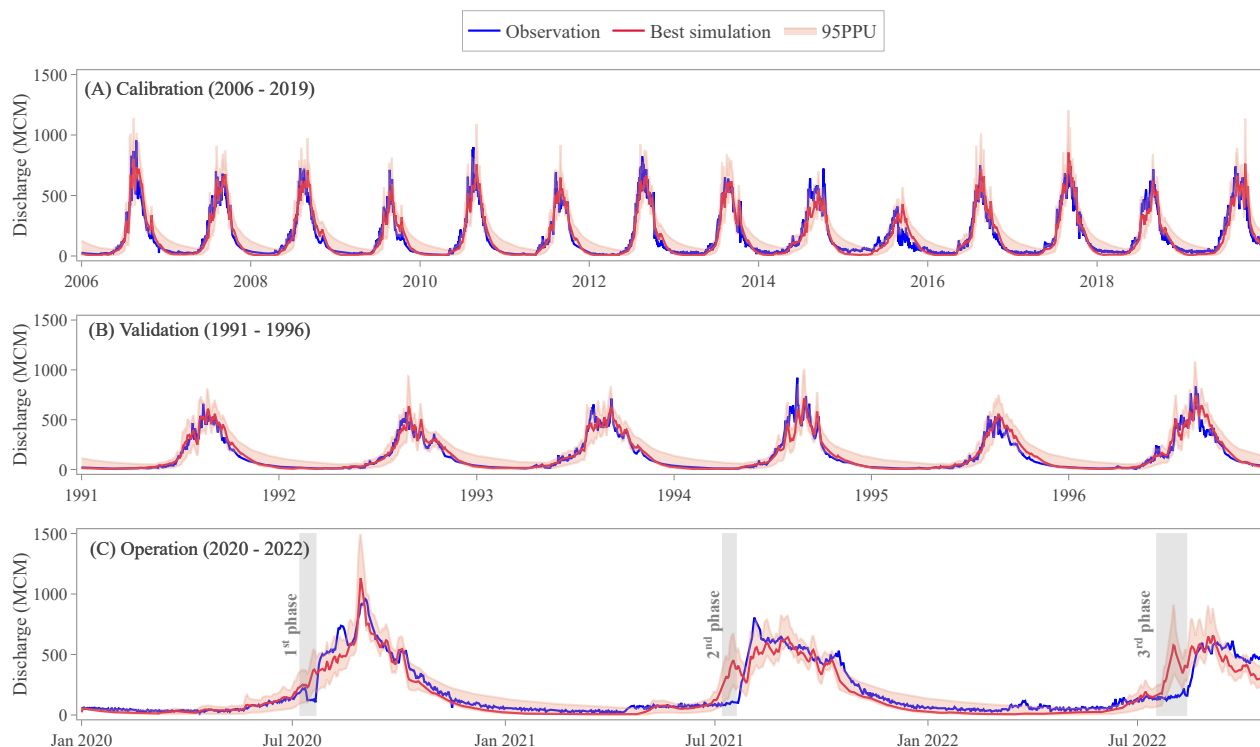 Observation Best simulation 95PPU
(A) Calibration (2006 - 2019)
Discharge (MCM)
1500
1000
500
0
2006 2008 2010 2012 2014 2016 2018
(B) Validation (1991 - 1996)
Discharge (MCM)
1500
1000
500
0
1991 1992 1993 1994 1995 1996
(C) Operation (2020 - 2022)
Discharge (MCM)
1500
1000
500
0
1st phase
2nd phase
3rd phase
Jan 2020 Jul 2020 Jan 2021 Jul 2021 Jan 2022 Jul 2022